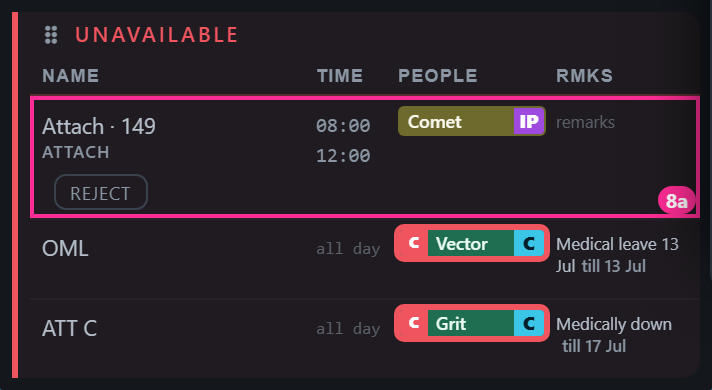 UNAVAILABLE
NAME TIME PEOPLE RMKS
Attach · 149 08:00 Comet IP remarks
ATTACH 12:00
REJECT
8a
OML all day C Vector C Medical leave 13
Jul till 13 Jul
ATT C all day C Grit C Medically down
till 17 Jul